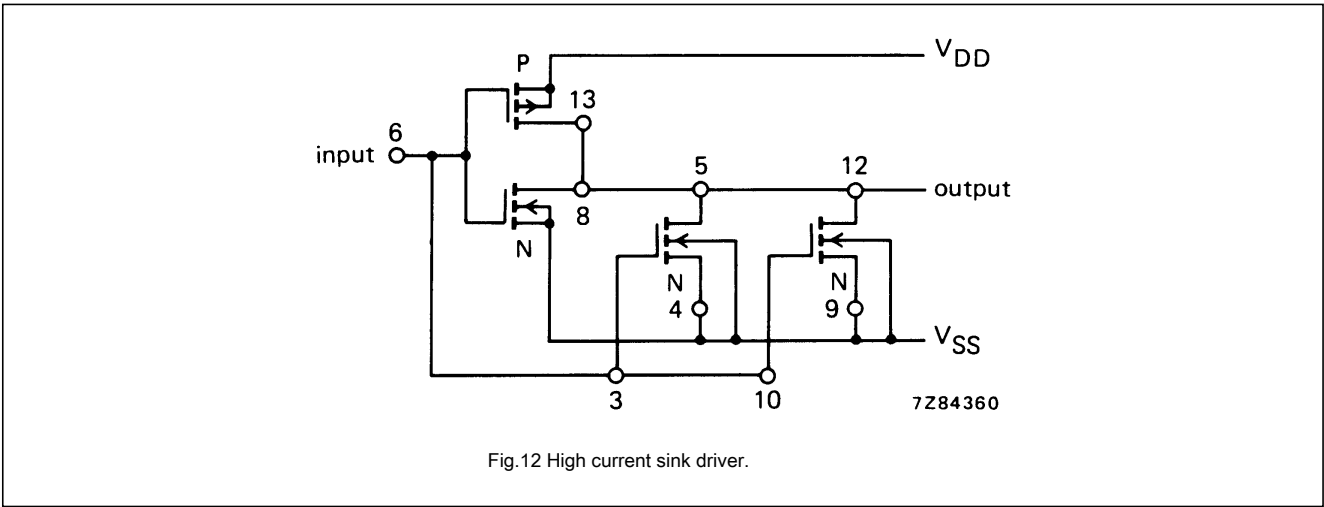 P
VDD
13
6
input
5
12
output
8
N
N
N
4
9
VSS
3
10
7Z84360
Fig.12 High current sink driver.